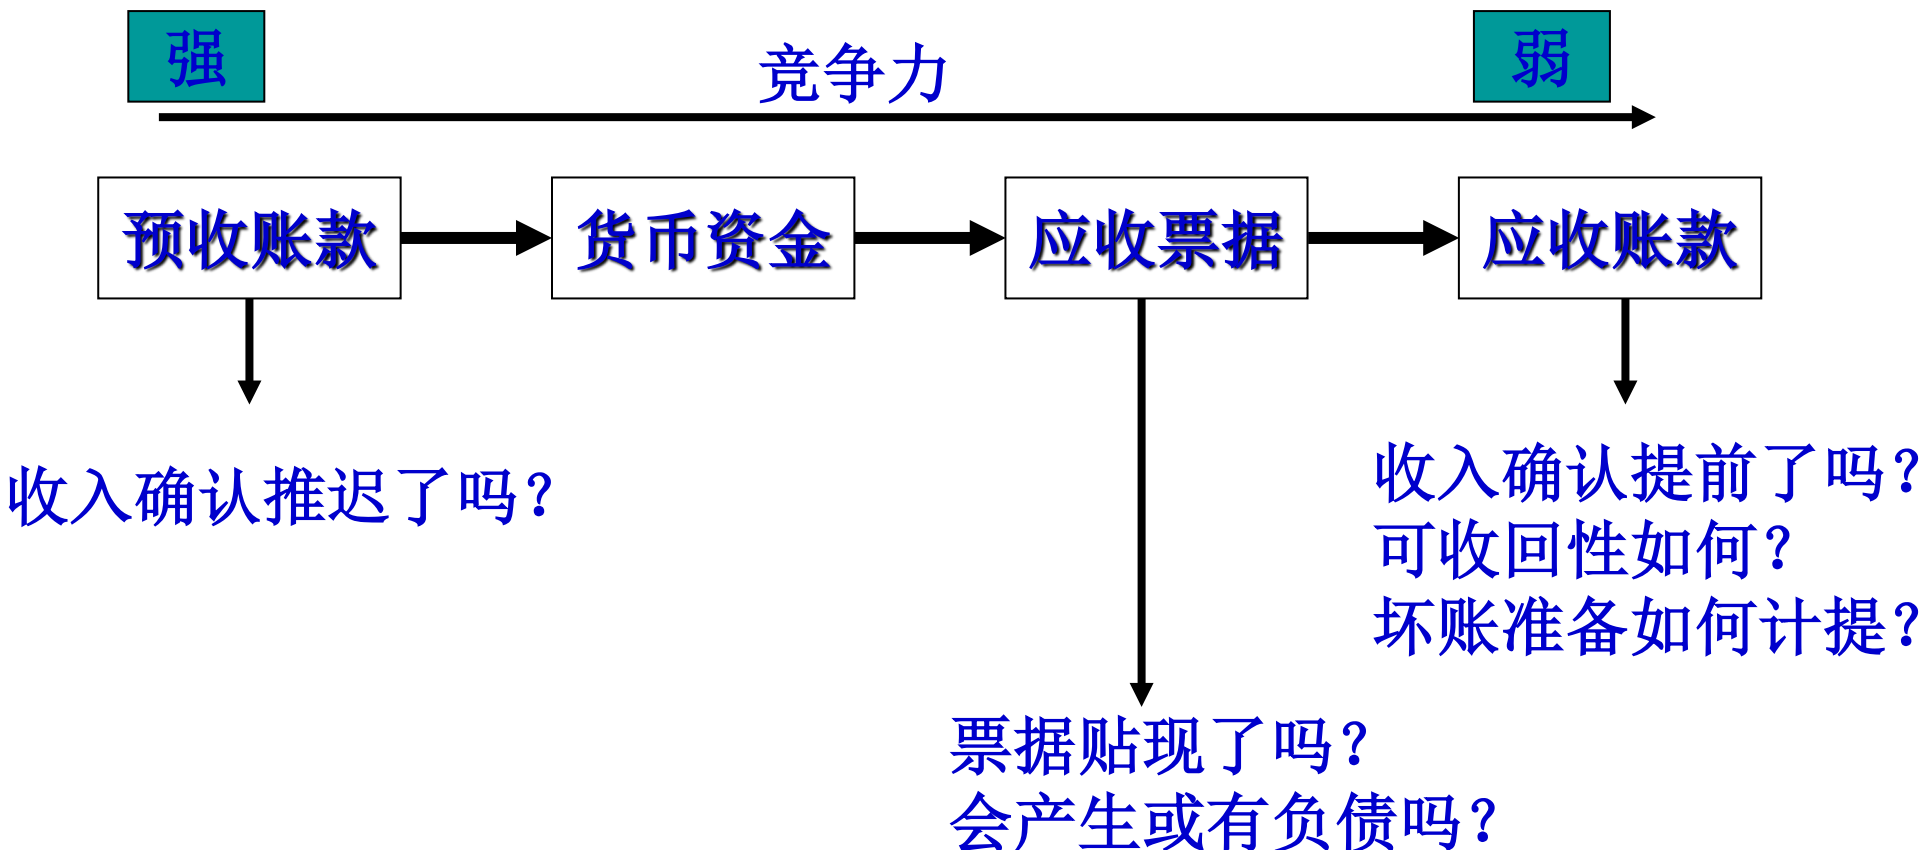 强
竞争力
弱
预收账款
货币资金
应收票据
应收账款
收入确认推迟了吗？
收入确认提前了吗？
可收回性如何？
坏账准备如何计提？
票据贴现了吗？
会产生或有负债吗？